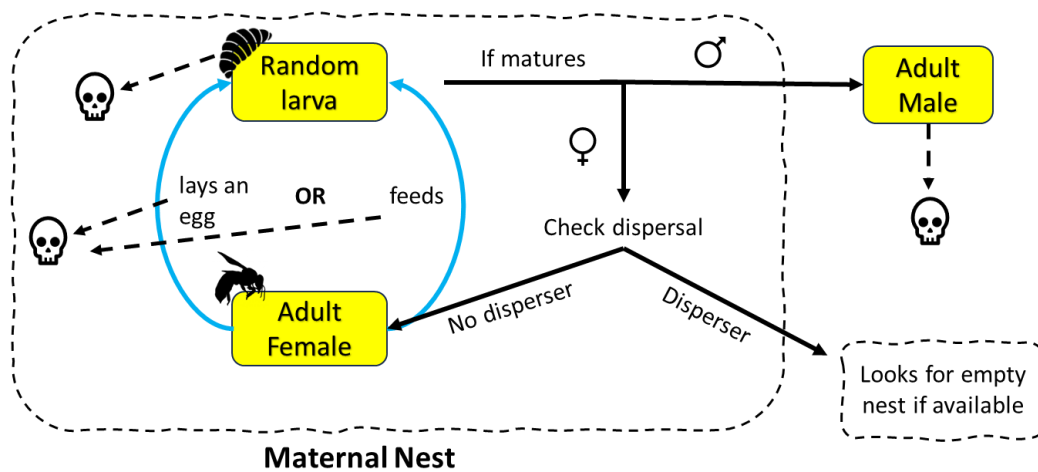 Random
larva
If matures
♂
Adult
Male
lays an
egg
OR
feeds
♀
Check dispersal
Adult
Female
No disperser
Disperser
Looks for empty
nest if available
Maternal Nest